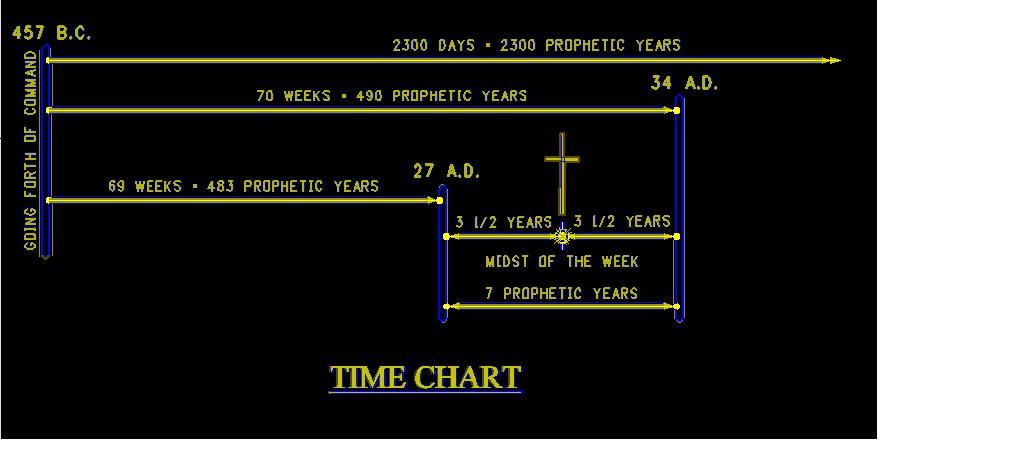 457 B.C.
2300 DAYS = 2300 PROPHETIC YEARS
34 A.D.
70 WEEKS = 490 PROPHETIC YEARS
GOING FORTH OF COMMAND
27 A.D.
69 WEEKS = 483 PROPHETIC YEARS
3 1/2 YEARS
3 1/2 YEARS
MIDST OF THE WEEK
7 PROPHETIC YEARS
TIME CHART